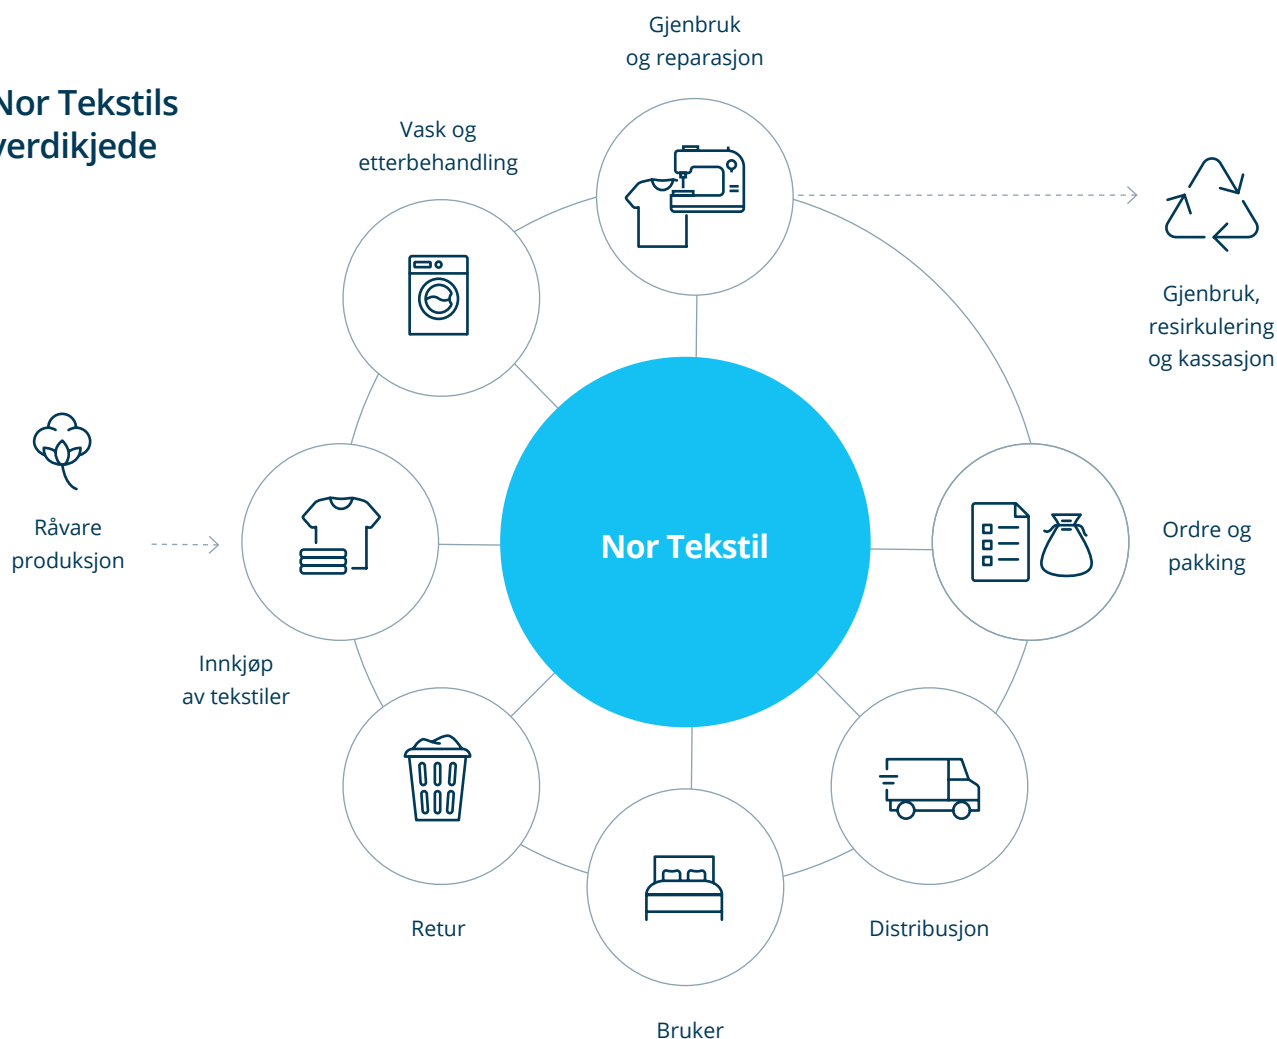 Gjenbruk
og reparasjon
Nor Tekstils
verdikjede
Vask og
etterbehandling
Gjenbruk,
resirkulering
og kassasjon
Råvare
produksjon
Nor Tekstil
Ordre og
pakking
Innkjøp
av tekstiler
Retur
Distribusjon
Bruker